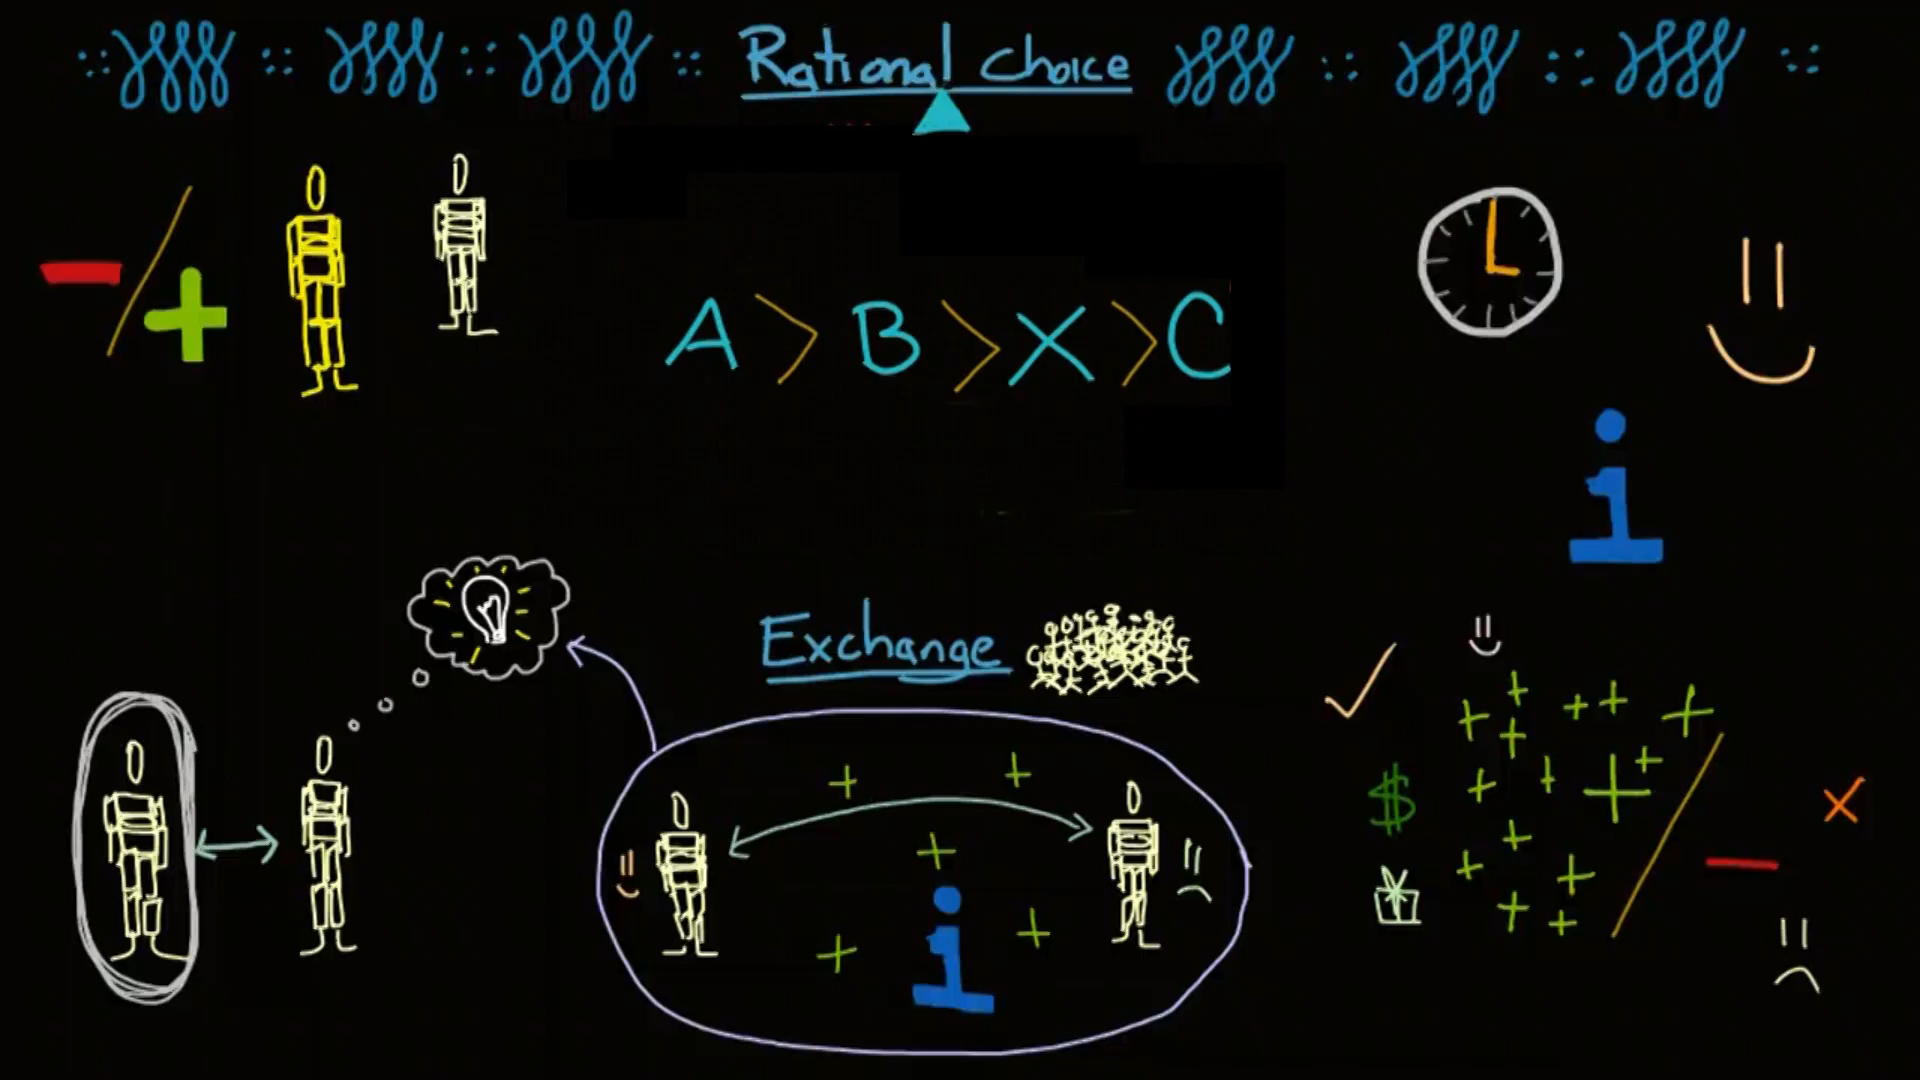 Rational Choice
A > B > X > C
i
Exchange
$
i